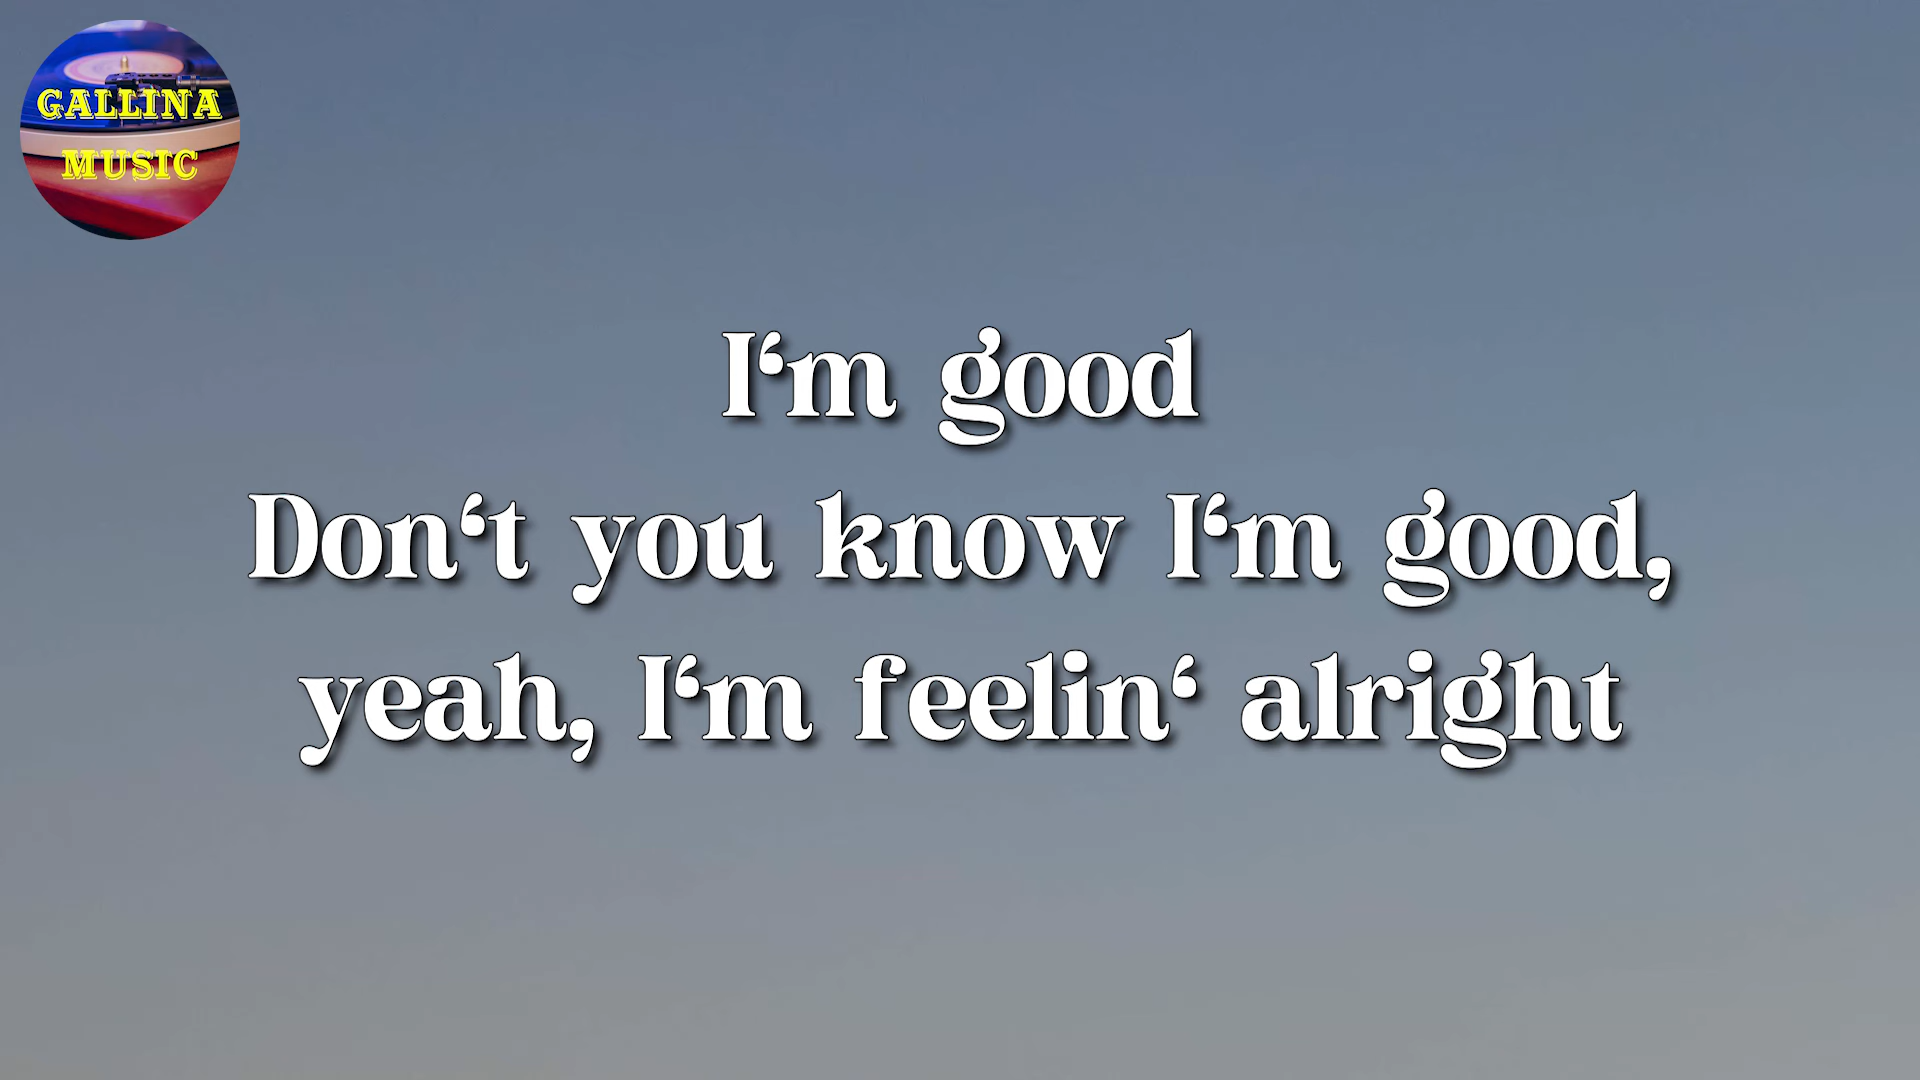 GALLINA
MUSIC
I‘m good
Don‘t you know I‘m good,
yeah, I‘m feelin‘ alright